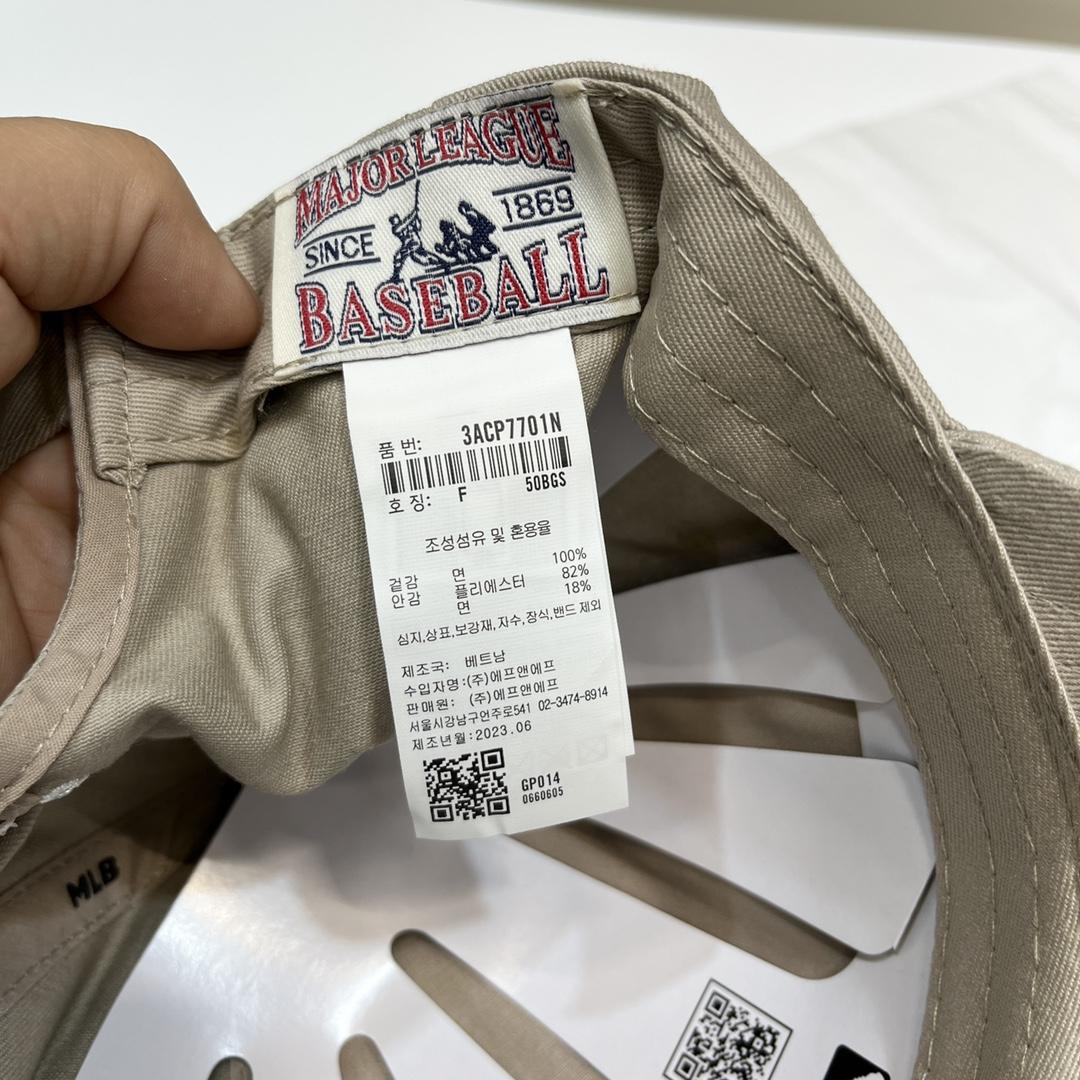 MAJOR LEAGUE
SINCE 1869
BASEBALL
품 번: 3ACP7701N
호 칭: F 50BGS
조성섬유 및 혼용율
겉감 면 100%
안감 플리에스터 82%
면 18%
심지,상표,보강재,자수,장식,밴드 제외
제조국: 베트남
수입자명:(주)에프앤에프
판매원: (주)에프앤에프
서울시강남구언주로541 02-3474-8914
제조년월:2023.06
GP014
0660605
MLB